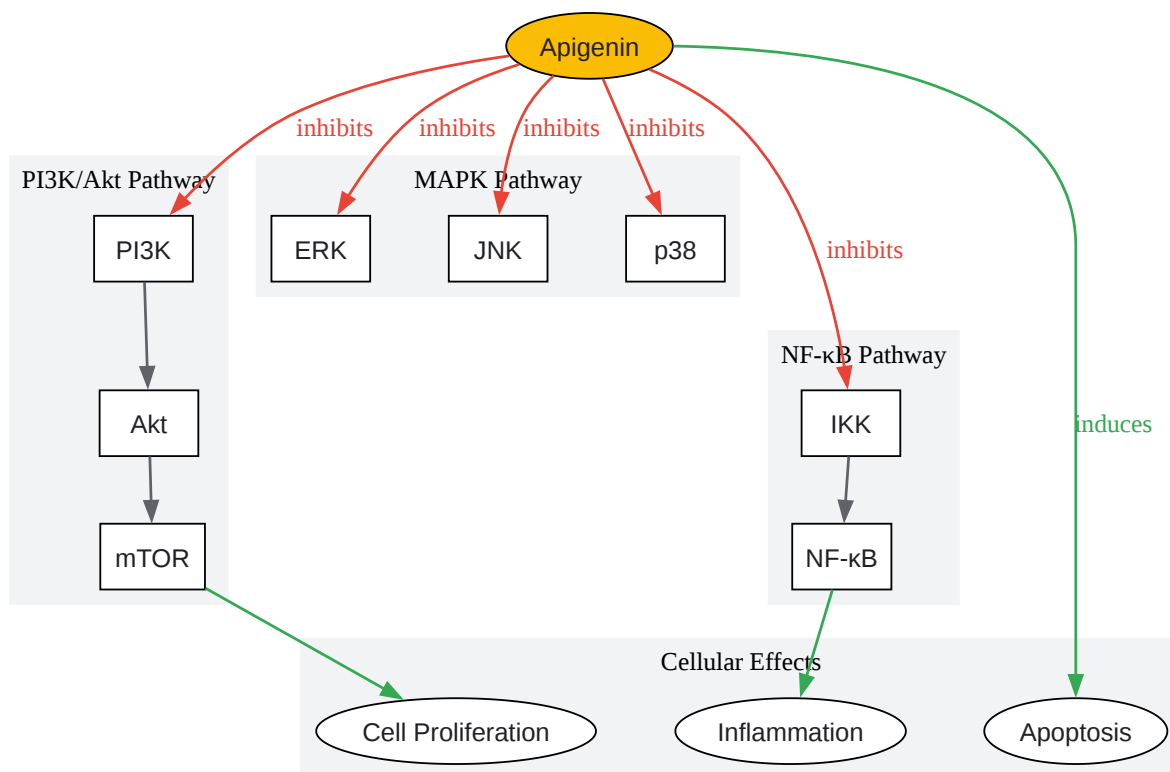 Apigenin
inhibits
inhibits
inhibits
inhibits
PI3K/Akt Pathway
MAPK Pathway
PI3K
ERK
JNK
p38
inhibits
NF-κB Pathway
Akt
IKK
induces
mTOR
NF-κB
Cellular Effects
Cell Proliferation
Inflammation
Apoptosis